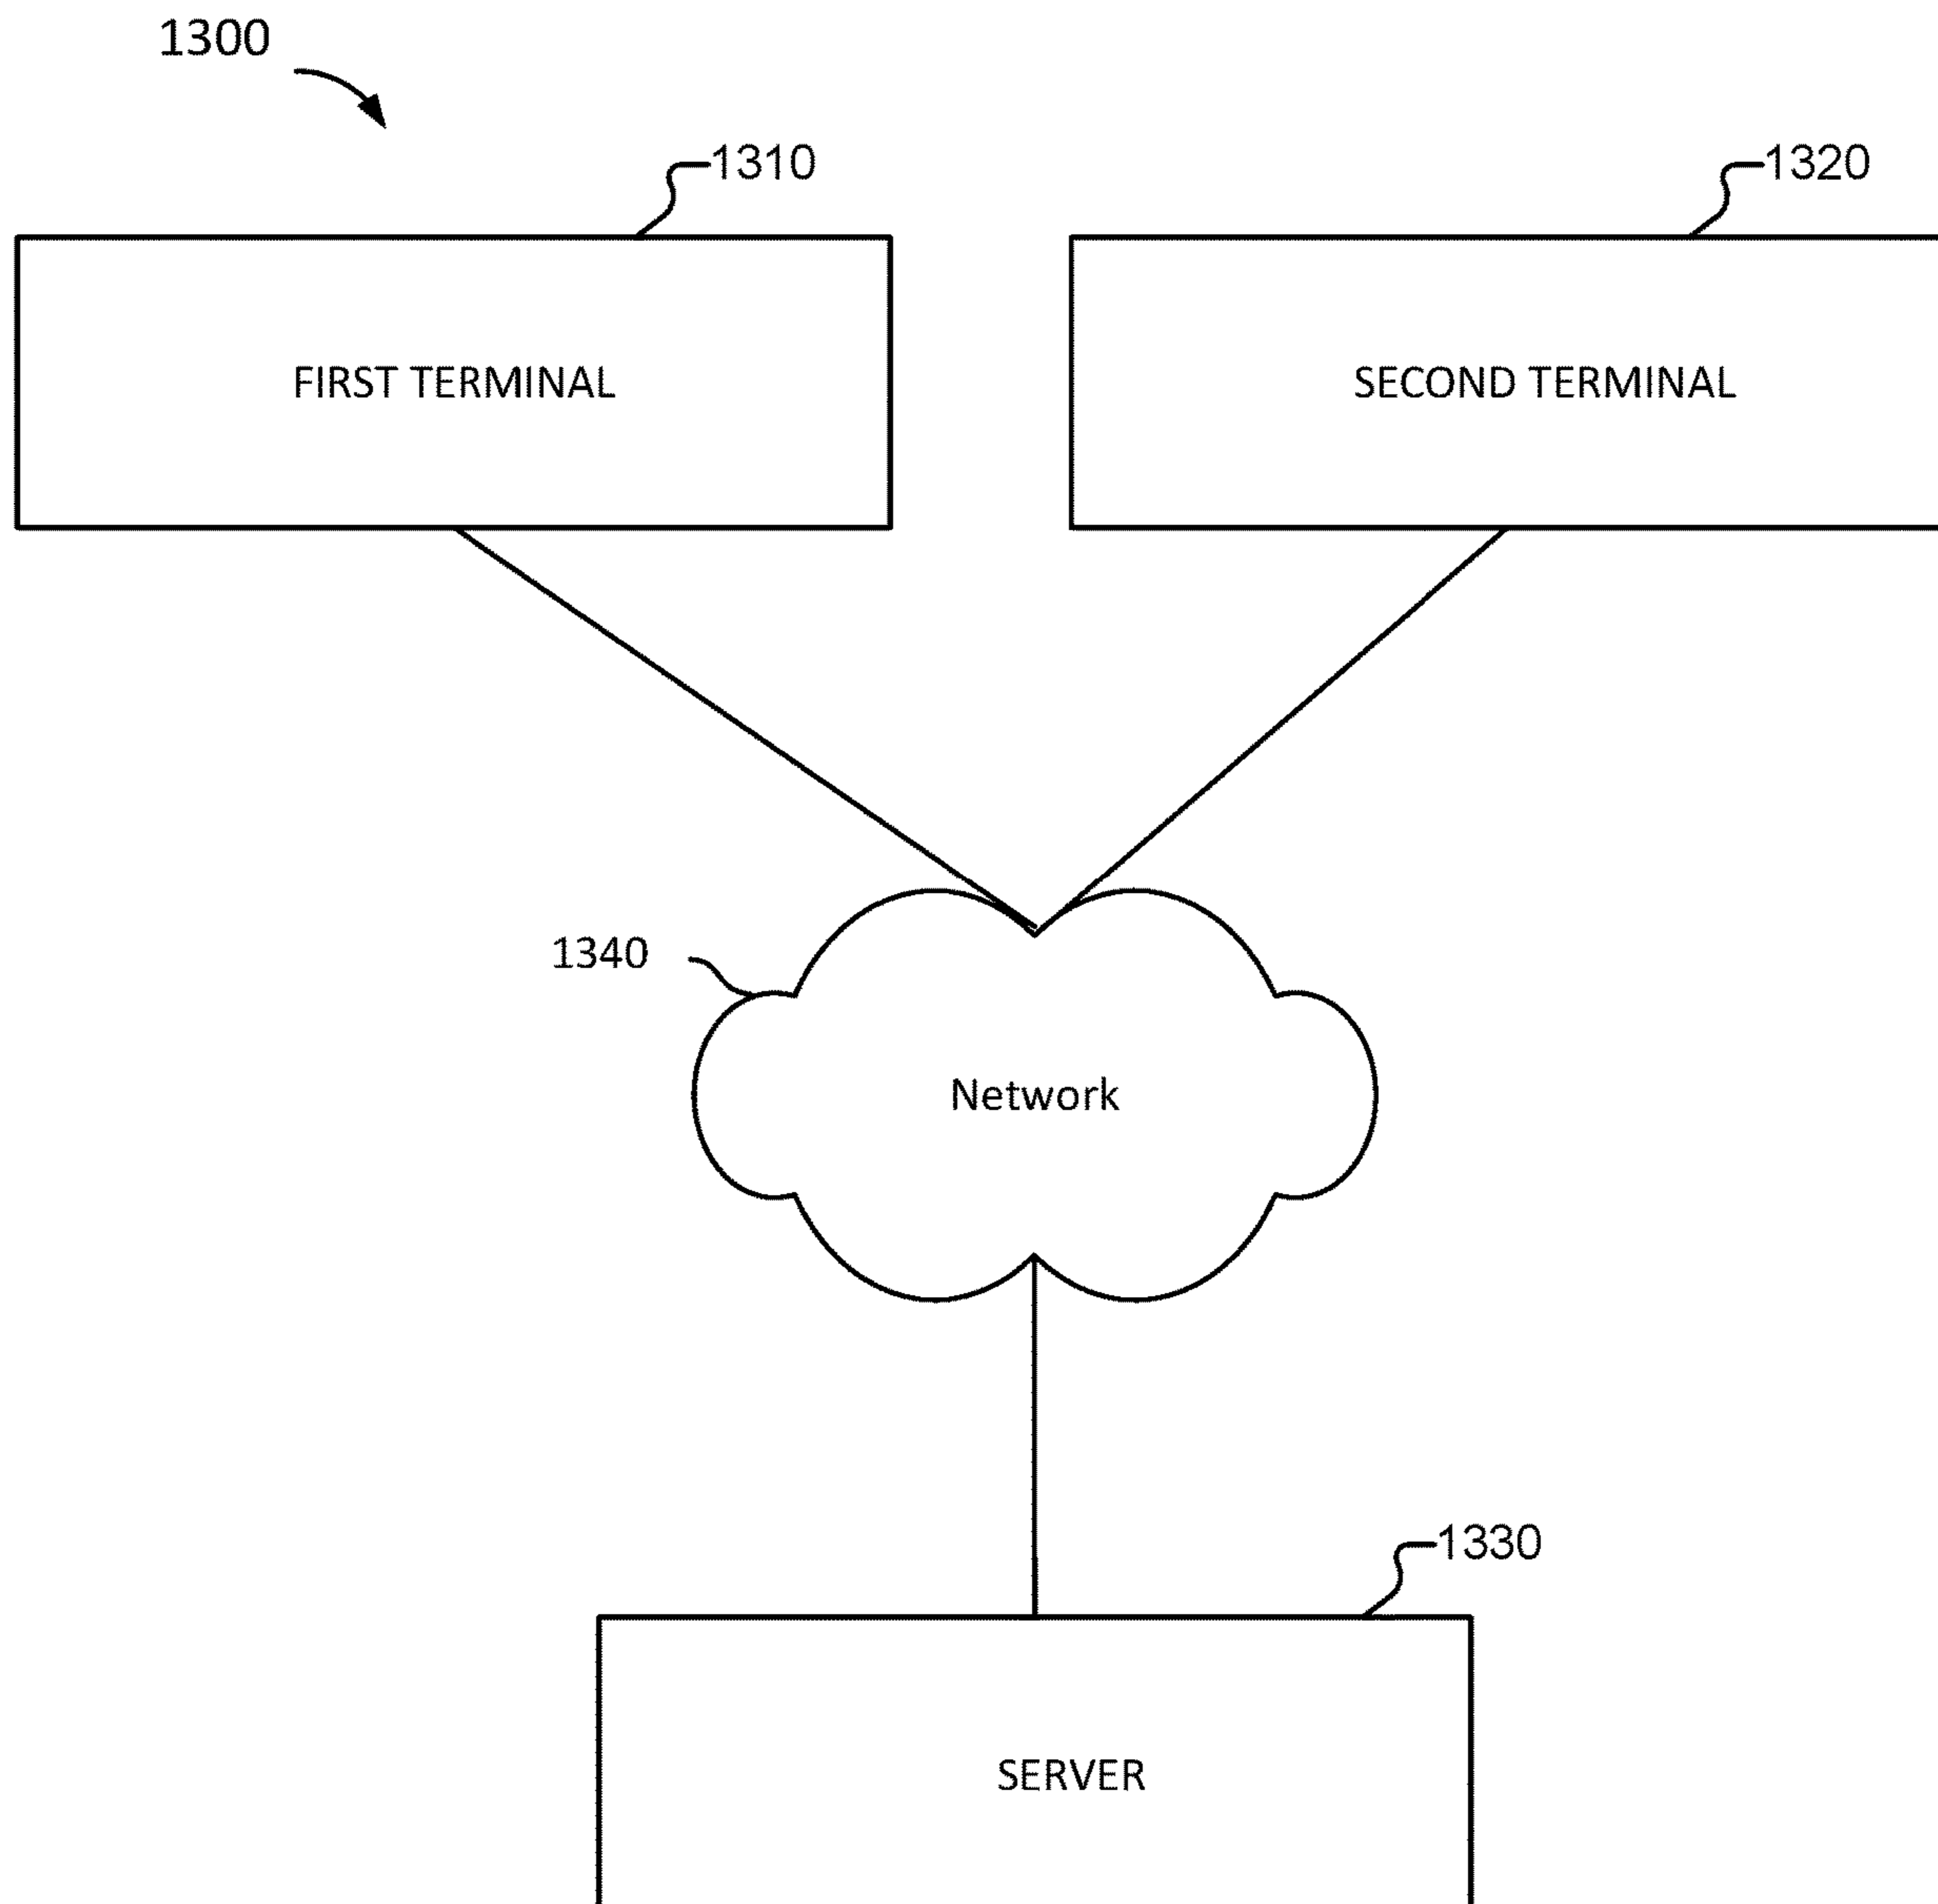 1300
1310
1320
FIRST TERMINAL
SECOND TERMINAL
1340
Network
1330
SERVER